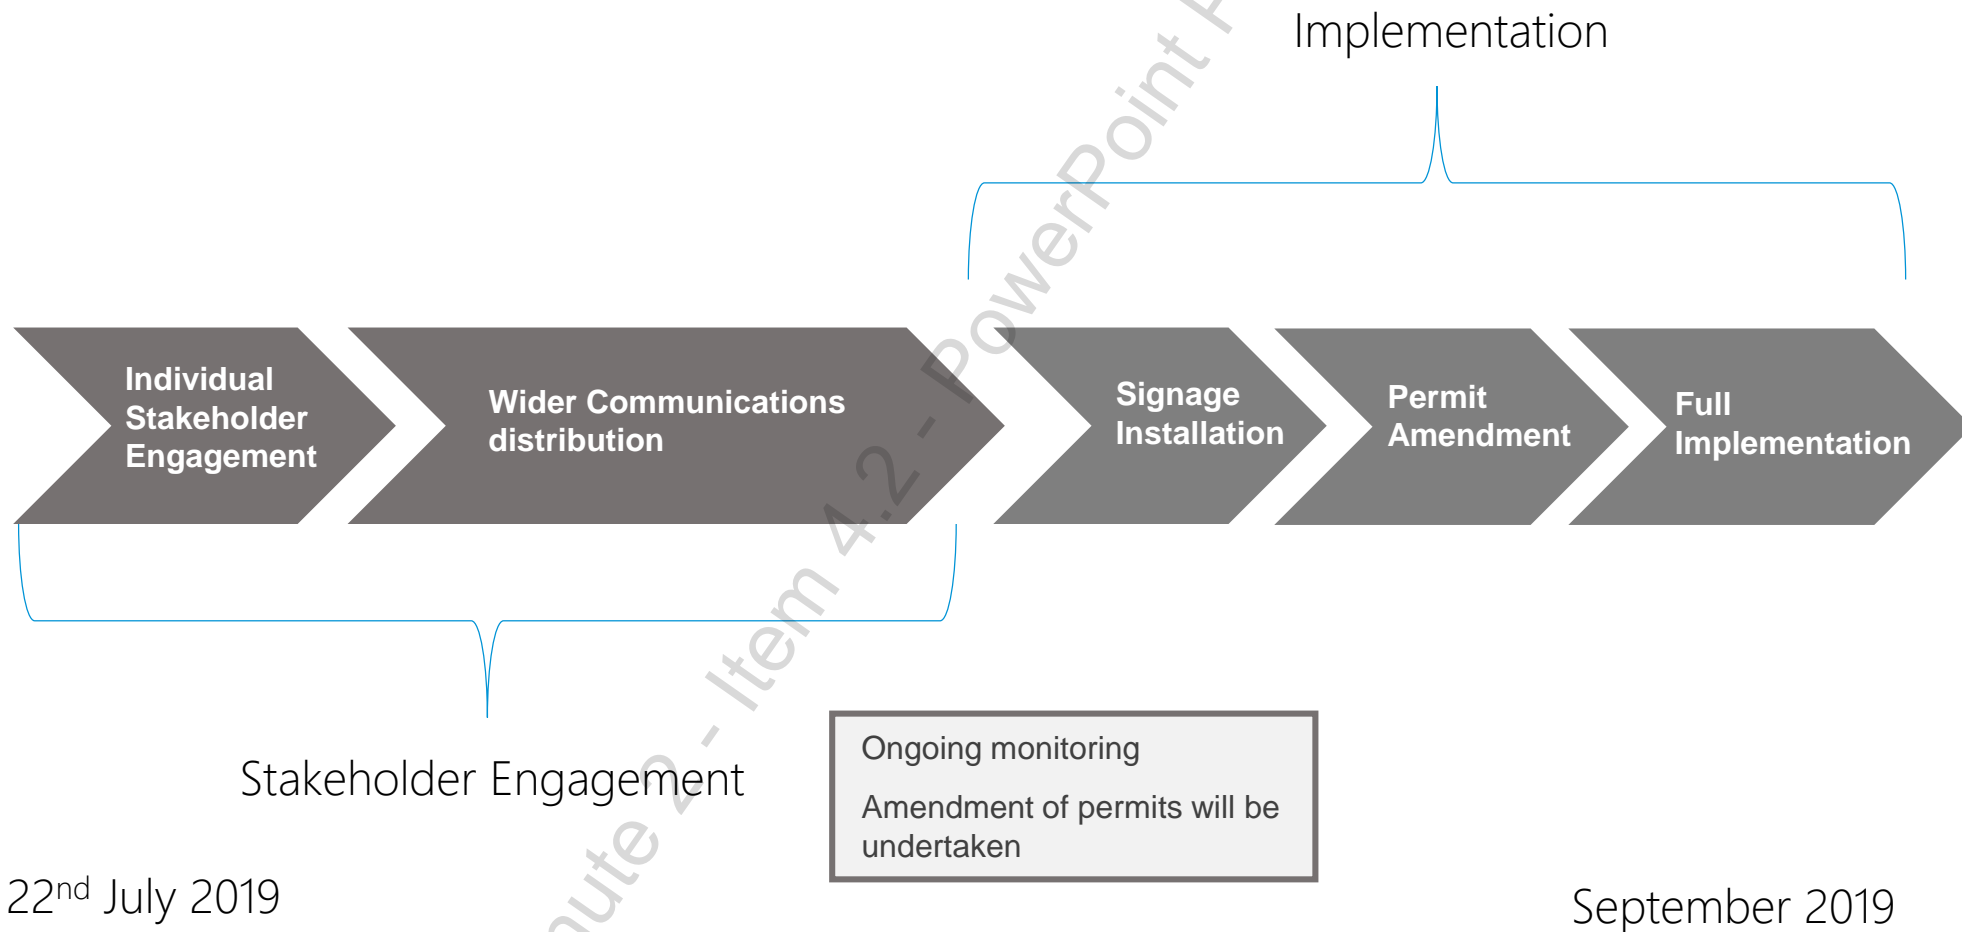 Implementation
Individual
Stakeholder
Engagement
Wider Communications
distribution
Signage
Installation
Permit
Amendment
Full
Implementation
Stakeholder Engagement
Ongoing monitoring
Amendment of permits will be
undertaken
22nd July 2019
September 2019
2 - Item 4.2 - PowerPoint